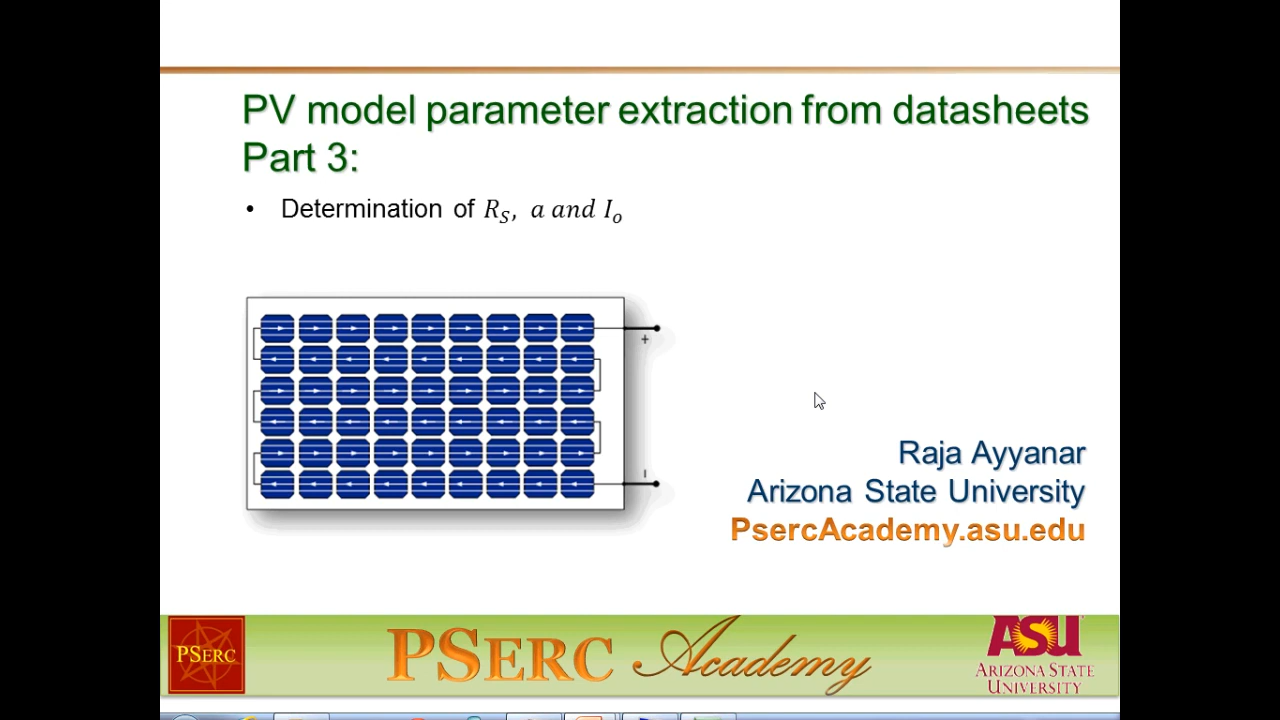 PV model parameter extraction from datasheets
Part 3:
• Determination of R_S, a and I_o
+
-
Raja Ayyanar
Arizona State University
PsercAcademy.asu.edu
PSERC
PSERC Academy
ASU
ARIZONA STATE
UNIVERSITY